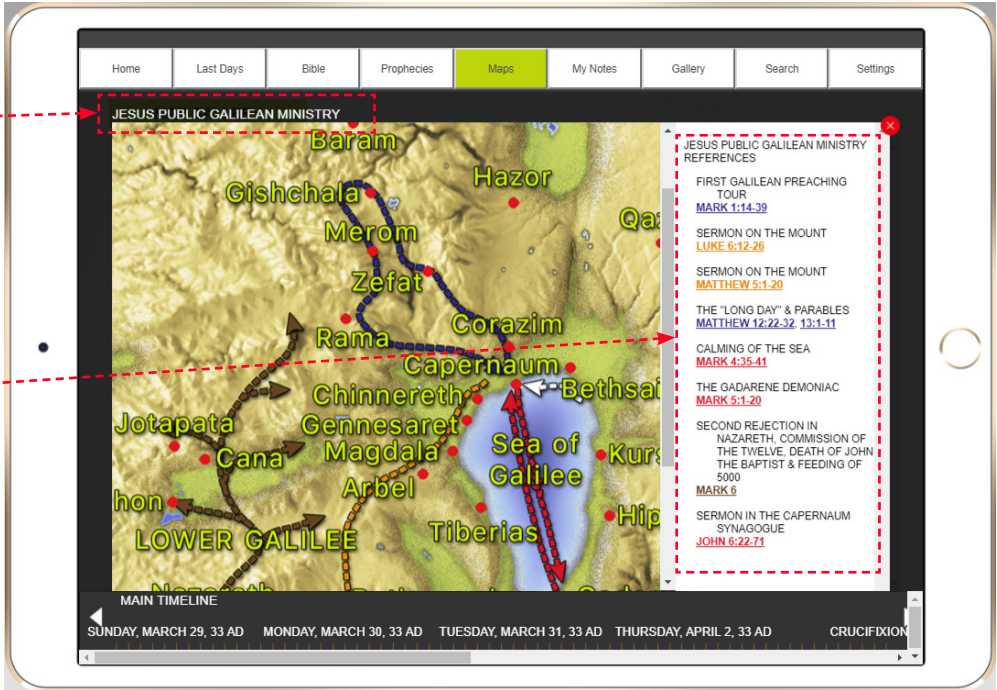 Home Last Days Bible Prophecies Maps My Notes Gallery Search Settings
JESUS PUBLIC GALILEAN MINISTRY
Baram
Hazor
Gishchala
Merom
Zefat
Corazim
Rama
Capernaum
Chinnereth
Jotapata
Gennesaret
Sea of
Galilee
Magdala
Cana
Arbel
Tiberias
LOWER GALILEE
JESUS PUBLIC GALILEAN MINISTRY
REFERENCES
FIRST GALILEAN PREACHING
TOUR
MARK 1:14-39
SERMON ON THE MOUNT
LUKE 6:12-26
SERMON ON THE MOUNT
MATTHEW 5:1-20
THE "LONG DAY" & PARABLES
MATTHEW 12:22-32, 13:1-11
CALMING OF THE SEA
MARK 4:35-41
THE GADARENE DEMONIAC
MARK 5:1-20
SECOND REJECTION IN
NAZARETH, COMMISSION OF
THE TWELVE, DEATH OF JOHN
THE BAPTIST & FEEDING OF
5000
MARK 6
SERMON IN THE CAPERNAUM
SYNAGOGUE
JOHN 6:22-71
MAIN TIMELINE
SUNDAY, MARCH 29, 33 AD MONDAY, MARCH 30, 33 AD TUESDAY, MARCH 31, 33 AD THURSDAY, APRIL 2, 33 AD CRUCIFIXION